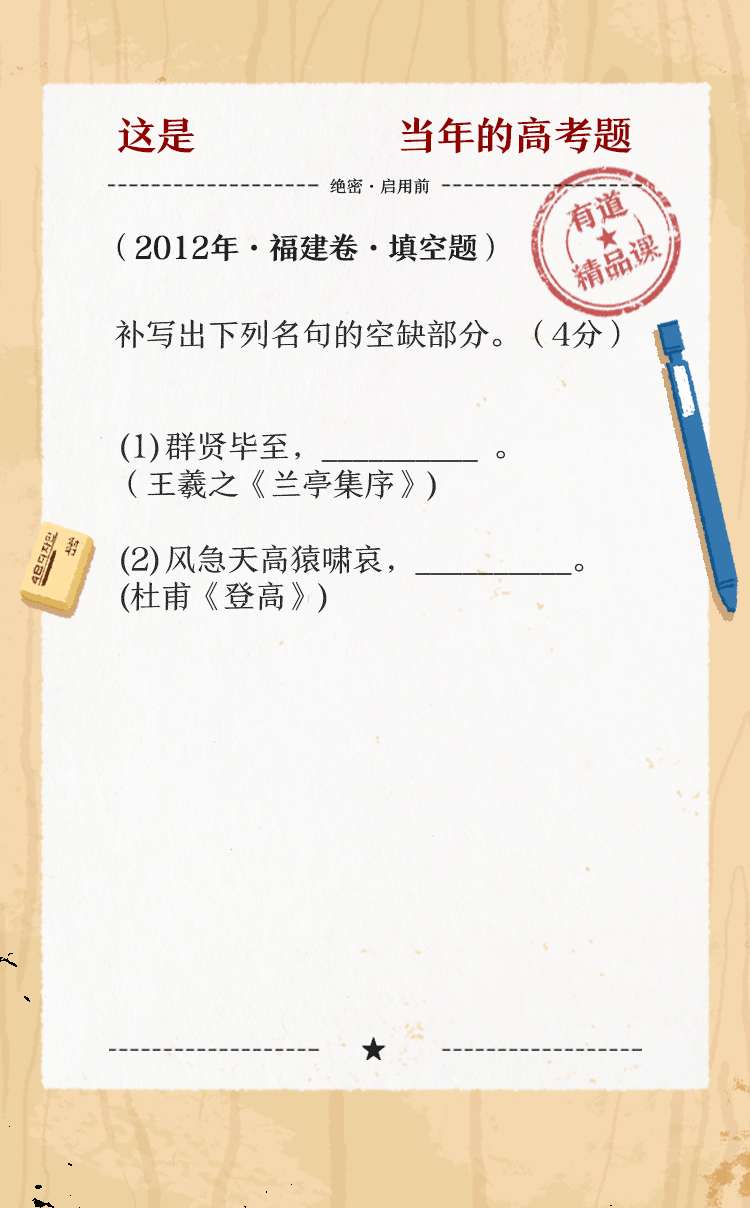 这是 当年的高考题
绝密·启用前
有道
精品课
（2012年·福建卷·填空题）
补写出下列名句的空缺部分。（4分）
(1)群贤毕至，__________ 。
（王羲之《兰亭集序》)
(2)风急天高猿啸哀，__________。
(杜甫《登高》)